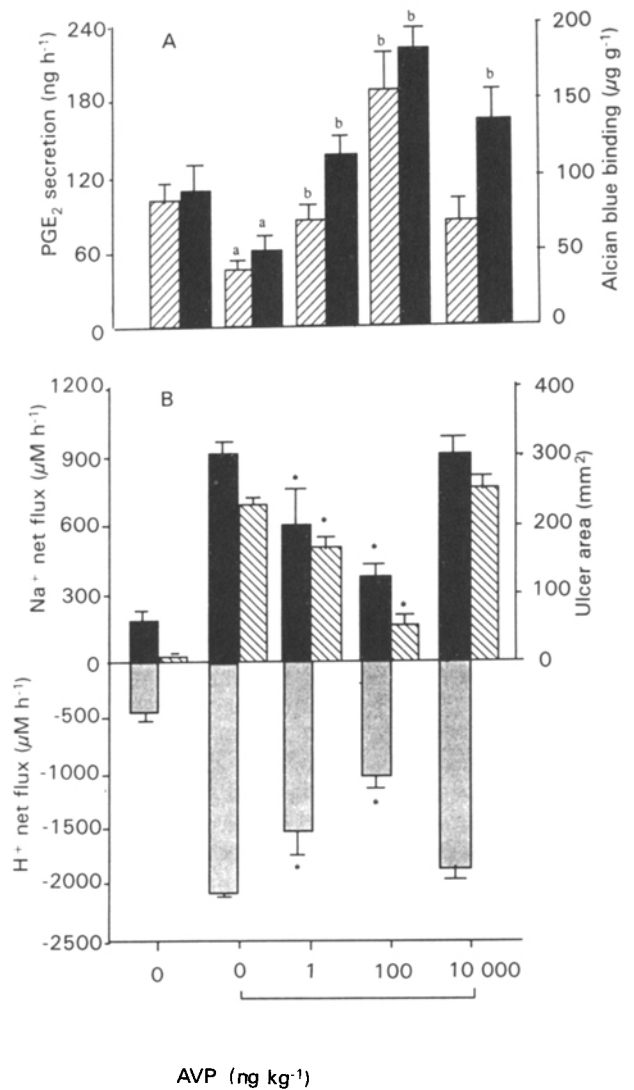 A
PGE2 secretion (ng h-1)
240
180
120
60
0
Alcian blue binding (µg g-1)
200
150
100
50
0
a
a
b
b
b
b
b
B
Na+ net flux (µM h-1)
1200
900
600
300
0
H+ net flux (µM h-1)
-500
-1000
-1500
-2000
-2500
Ulcer area (mm2)
400
300
200
100
0
*
*
*
*
*
*
0 0 1 100 10 000
AVP (ng kg-1)